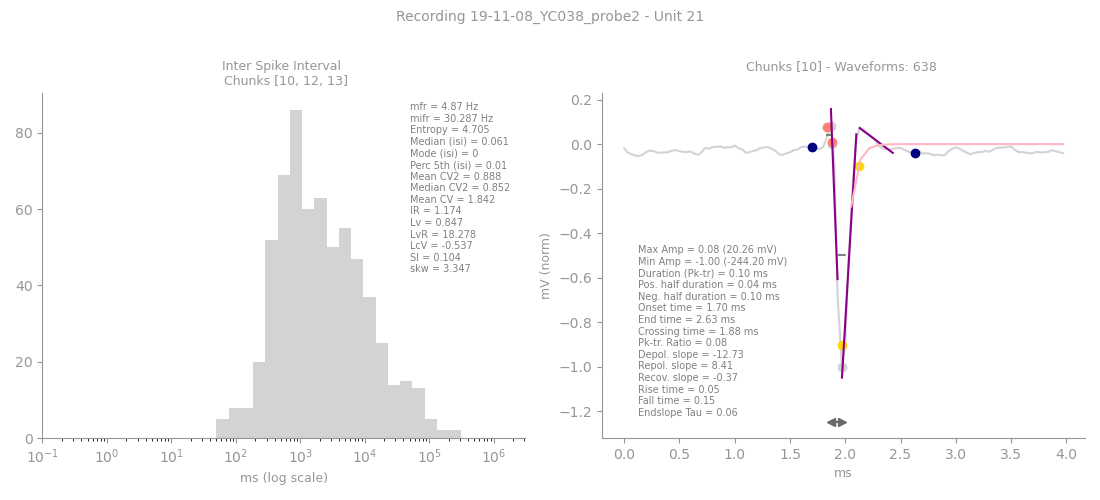 Recording 19-11-08_YC038_probe2 - Unit 21
Inter Spike Interval
Chunks [10, 12, 13]
mfr = 4.87 Hz
mifr = 30.287 Hz
Entropy = 4.705
Median (isi) = 0.061
Mode (isi) = 0
Perc 5th (isi) = 0.01
Mean CV2 = 0.888
Median CV2 = 0.852
Mean CV = 1.842
IR = 1.174
Lv = 0.847
LvR = 18.278
LcV = -0.537
SI = 0.104
skw = 3.347
80
60
40
20
0
10⁻¹ 10⁰ 10¹ 10² 10³ 10⁴ 10⁵ 10⁶
ms (log scale)
Chunks [10] - Waveforms: 638
0.2
0.0
−0.2
−0.4
−0.6
−0.8
−1.0
−1.2
mV (norm)
Max Amp = 0.08 (20.26 mV)
Min Amp = -1.00 (-244.20 mV)
Duration (Pk-tr) = 0.10 ms
Pos. half duration = 0.04 ms
Neg. half duration = 0.10 ms
Onset time = 1.70 ms
End time = 2.63 ms
Crossing time = 1.88 ms
Pk-tr. Ratio = 0.08
Depol. slope = -12.73
Repol. slope = 8.41
Recov. slope = -0.37
Rise time = 0.05
Fall time = 0.15
Endslope Tau = 0.06
0.0 0.5 1.0 1.5 2.0 2.5 3.0 3.5 4.0
ms